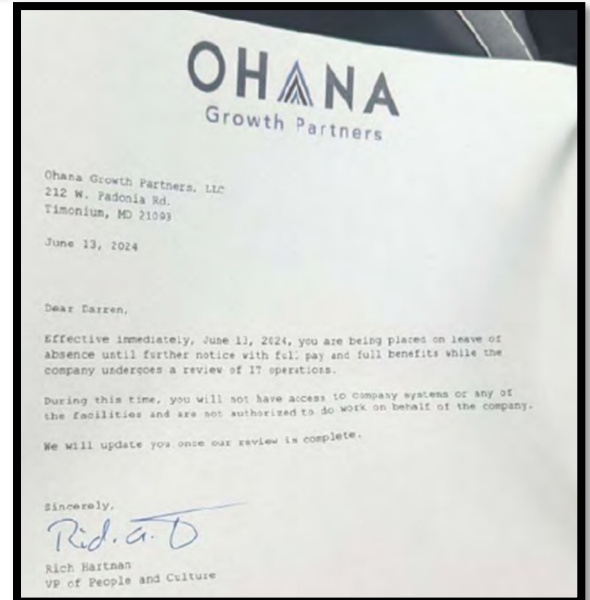 OHANA
Growth Partners
Ohana Growth Partners, LLC
212 W. Padonia Rd.
Timonium, MD 21093
June 13, 2024
Dear Darren,
Effective immediately, June 13, 2024, you are being placed on leave of
absence until further notice with full pay and full benefits while the
company undergoes a review of IT operations.
During this time, you will not have access to company systems or any of
the facilities and are not authorized to do work on behalf of the company.
We will update you once our review is complete.
Sincerely,
Rich Hartman
VP of People and Culture